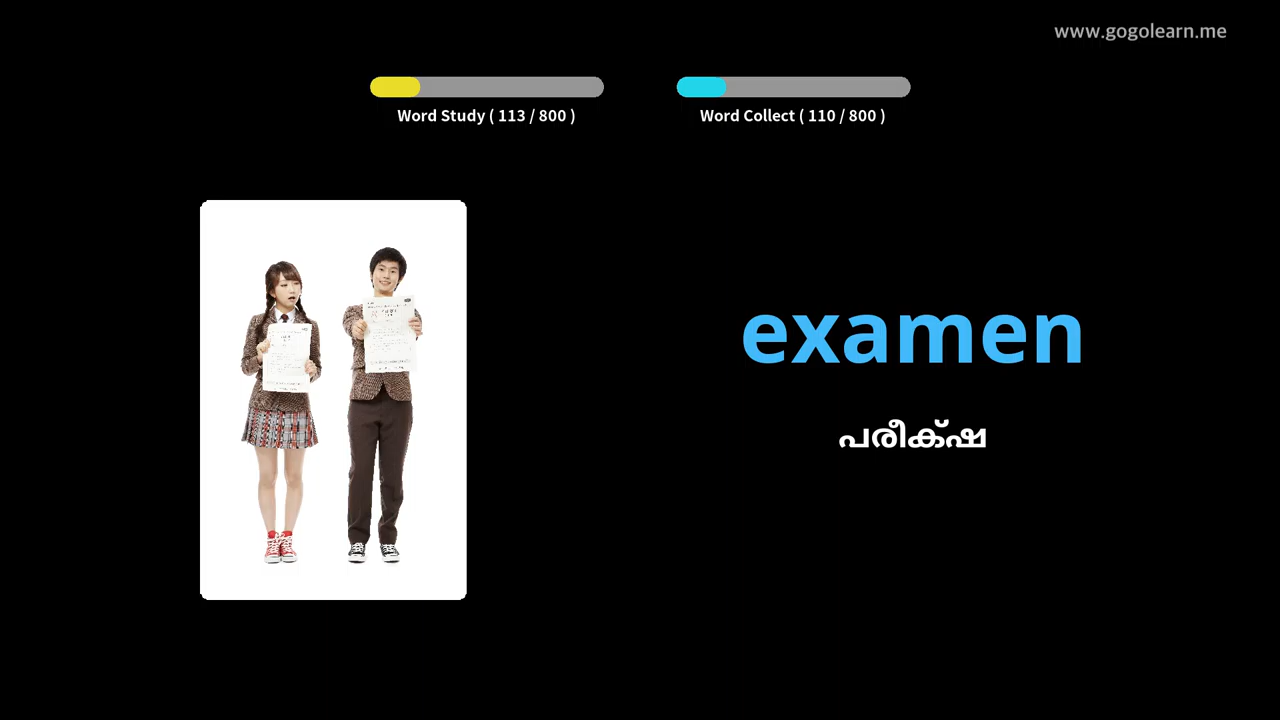 www.gogolearn.me
Word Study ( 113 / 800 )
Word Collect ( 110 / 800 )
examen
പരീക്‌ഷ